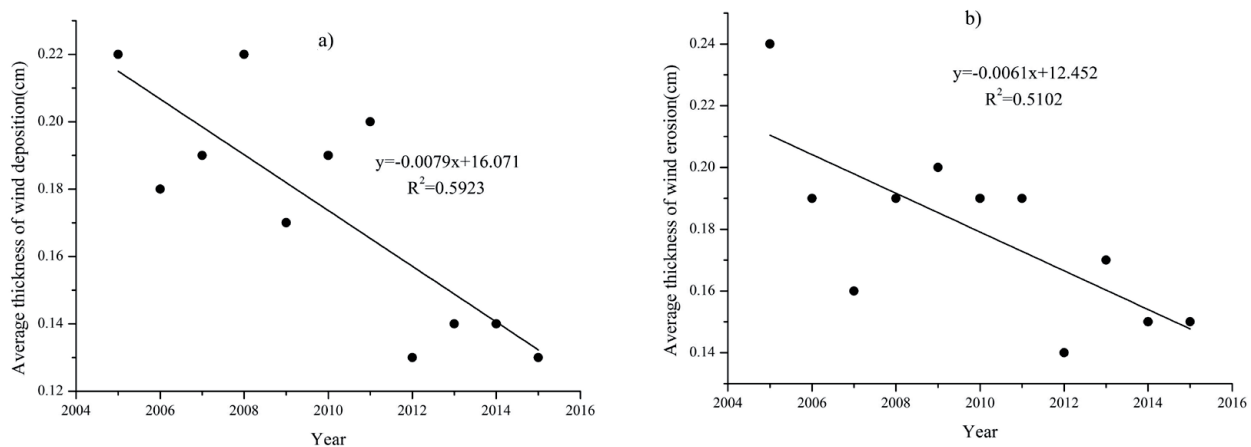 a)
Average thickness of wind deposition(cm)
0.22
0.20
0.18
0.16
0.14
0.12
y=-0.0079x+16.071
R²=0.5923
2004 2006 2008 2010 2012 2014 2016
Year
b)
Average thickness of wind erosion(cm)
0.24
0.22
0.20
0.18
0.16
0.14
y=-0.0061x+12.452
R²=0.5102
2004 2006 2008 2010 2012 2014 2016
Year